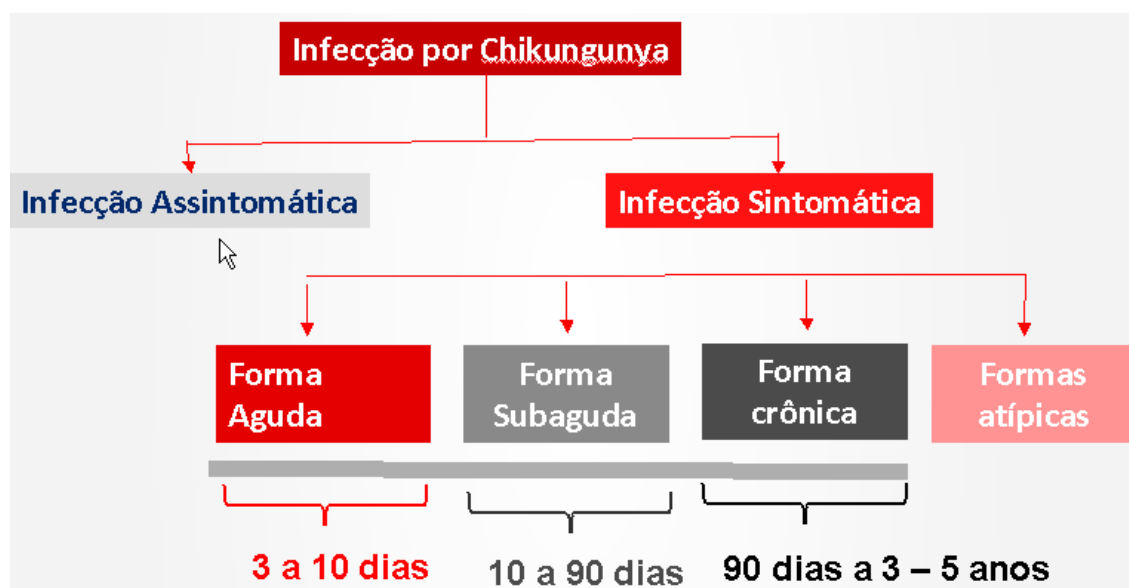 Infecção por Chikungunya
Infecção Assintomática
Infecção Sintomática
Forma
Aguda
Forma
Subaguda
Forma
crônica
Formas
atípicas
3 a 10 dias
10 a 90 dias
90 dias a 3 – 5 anos